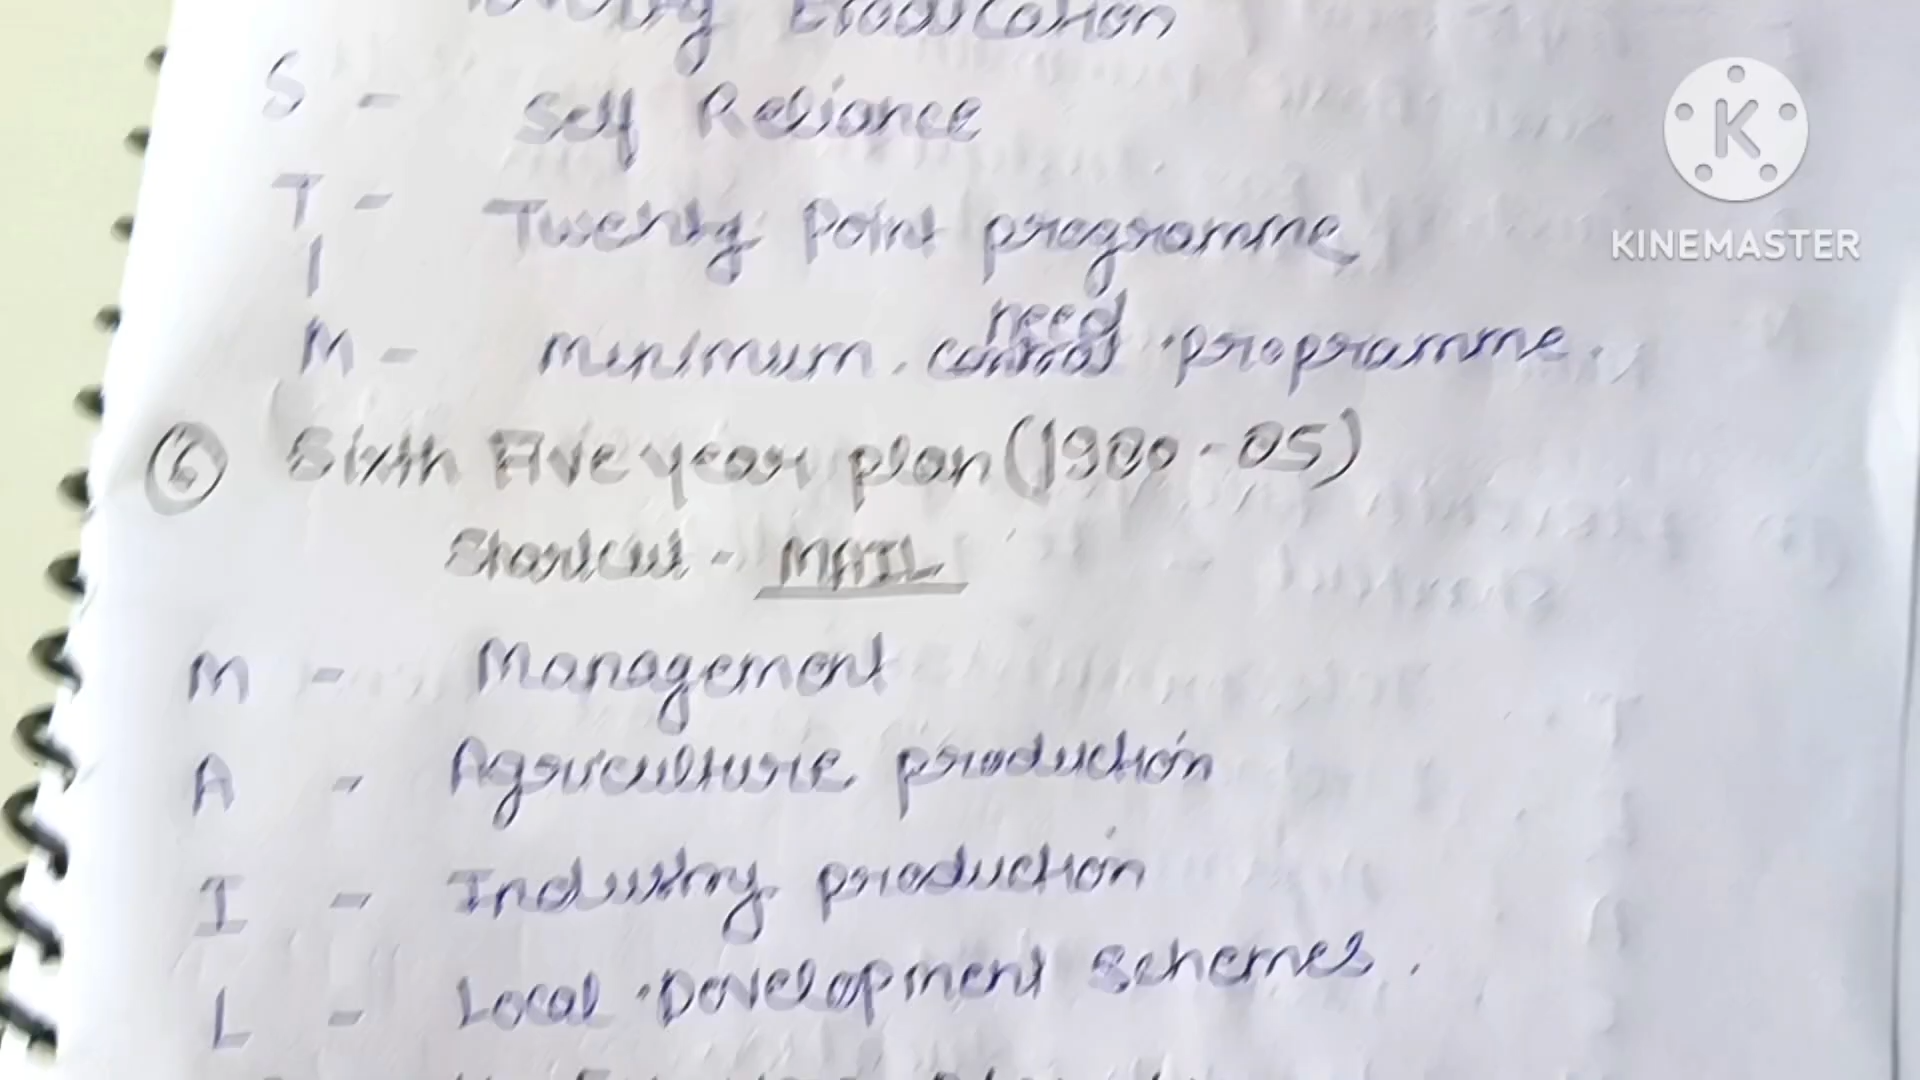 Eradication
S - Self Reliance
T - Twenty Point programme
I
need
M - Minimum control programme.
⑥ Sixth Five year plan (1980-85)
Shortcut - MAIL
M - Management
A - Agriculture production
I - Industry production
L - Local Development schemes.
KINEMASTER